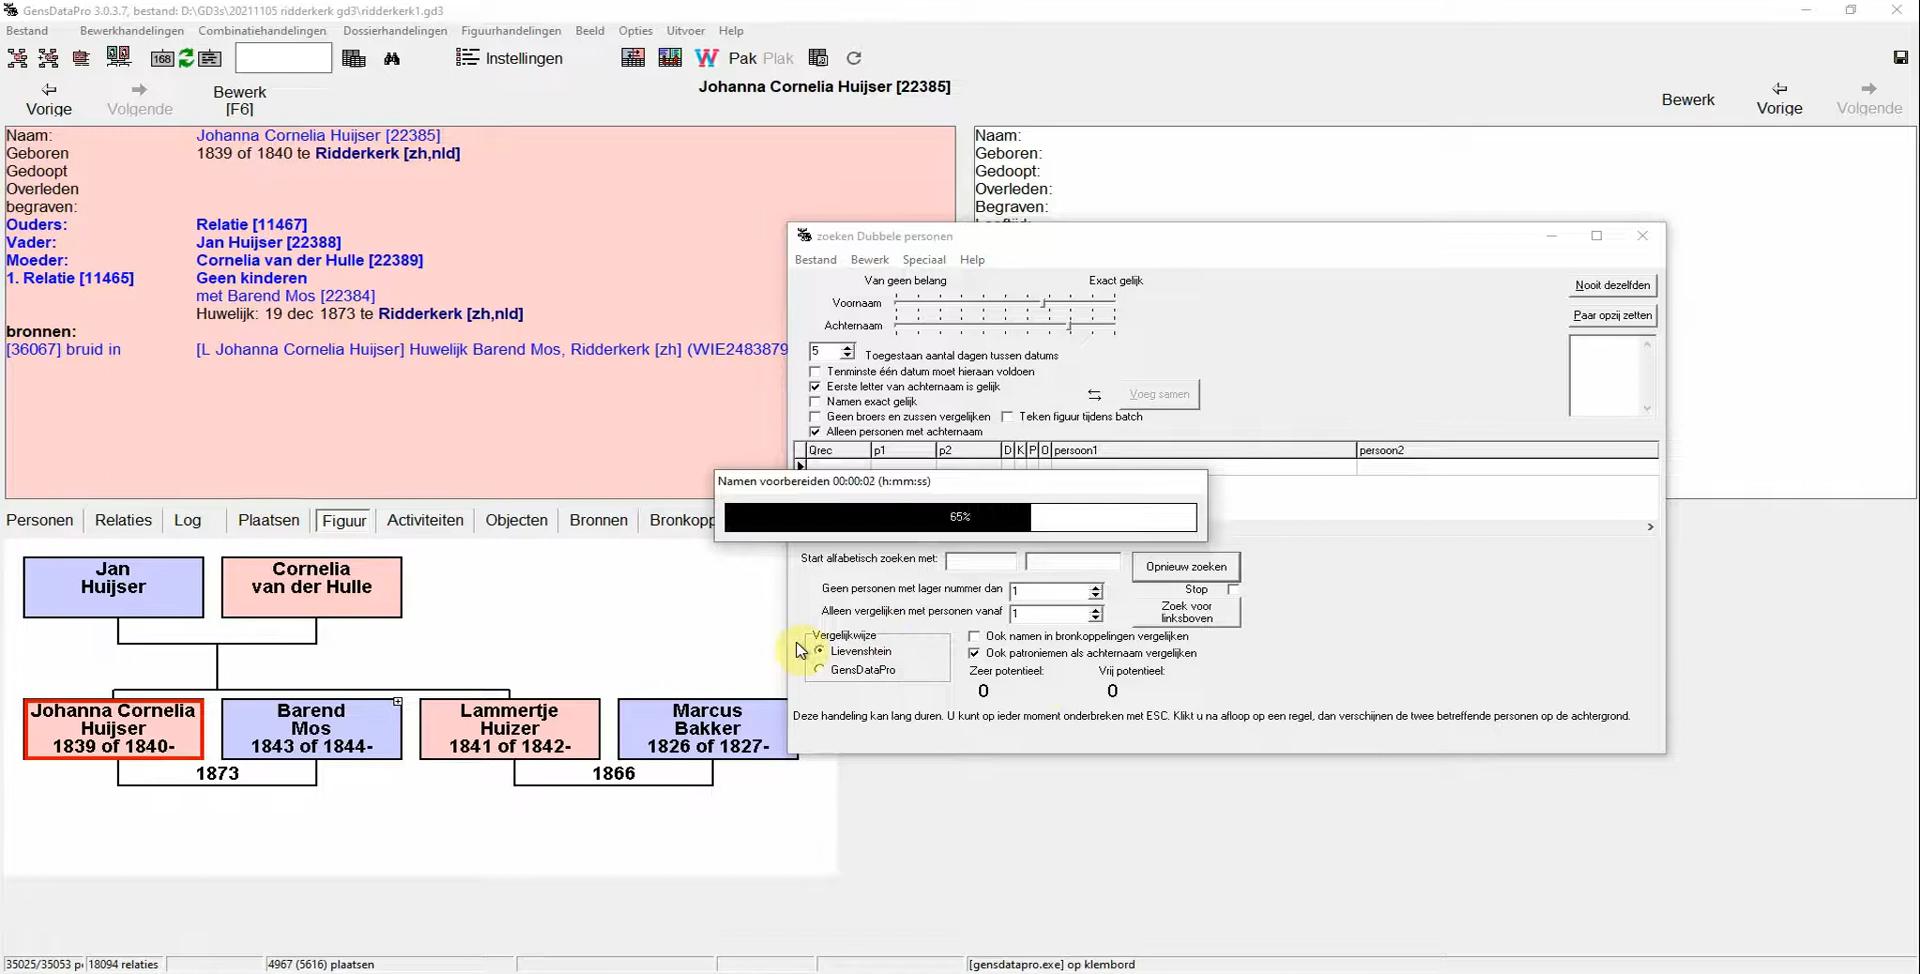 GensDataPro 3.0.3.7, bestand: D:\GD3s\20211105 ridderkerk gd3\ridderkerk1.gd3
Bestand Bewerkhandelingen Combinatiehandelingen Dossierhandelingen Figuurhandelingen Beeld Opties Uitvoer Help
168 Instellingen W Pak Plak
Johanna Cornelia Huijser [22385]
Vorige Volgende Bewerk [F6] Bewerk Vorige Volgende
Naam: Johanna Cornelia Huijser [22385]
Geboren 1839 of 1840 te Ridderkerk [zh,nld]
Gedoopt
Overleden
begraven:
Ouders: Relatie [11467]
Vader: Jan Huijser [22388]
Moeder: Cornelia van der Hulle [22389]
1. Relatie [11465] Geen kinderen
met Barend Mos [22384]
Huwelijk: 19 dec 1873 te Ridderkerk [zh,nld]
bronnen:
[36067] bruid in [L Johanna Cornelia Huijser] Huwelijk Barend Mos, Ridderkerk [zh] (WIE2483879
Naam:
Geboren:
Gedoopt:
Overleden:
Begraven:
zoeken Dubbele personen
Bestand Bewerk Speciaal Help
Van geen belang Exact gelijk
Voornaam
Achternaam
5 Toegestaan aantal dagen tussen datums
Tenminste één datum moet hieraan voldoen
Eerste letter van achternaam is gelijk
Namen exact gelijk
Geen broers en zussen vergelijken Teken figuur tijdens batch
Alleen personen met achternaam
Voeg samen
Nooit dezelfden
Paar opzij zetten
Qrec p1 p2 D K P O persoon1 persoon2
Namen voorbereiden 00:00:02 (h:mm:ss)
65%
Start alfabetisch zoeken met: Opnieuw zoeken
Geen personen met lager nummer dan 1 Stop
Alleen vergelijken met personen vanaf 1 Zoek voor linksboven
Vergelijkwijze
Lievenshtein
GensDataPro
Ook namen in bronkoppelingen vergelijken
Ook patroniemen als achternaam vergelijken
Zeer potentieel: Vrij potentieel:
0 0
Deze handeling kan lang duren. U kunt op ieder moment onderbreken met ESC. Klikt u na afloop op een regel, dan verschijnen de twee betreffende personen op de achtergrond.
Personen Relaties Log Plaatsen Figuur Activiteiten Objecten Bronnen Bronkopp
Jan
Huijser
Cornelia
van der Hulle
Johanna Cornelia
Huijser
1839 of 1840-
Barend
Mos
1843 of 1844-
Lammertje
Huizer
1841 of 1842-
Marcus
Bakker
1826 of 1827-
1873
1866
35025/35053 p 18094 relaties 4967 (5616) plaatsen [gensdatapro.exe] op klembord